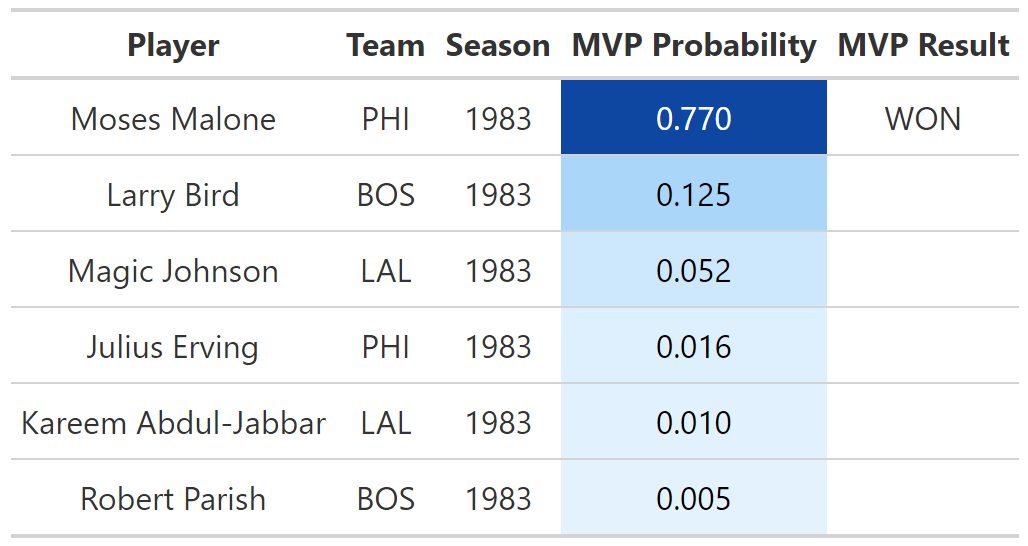 Player Team Season MVP Probability MVP Result
Moses Malone PHI 1983 0.770 WON
Larry Bird BOS 1983 0.125
Magic Johnson LAL 1983 0.052
Julius Erving PHI 1983 0.016
Kareem Abdul-Jabbar LAL 1983 0.010
Robert Parish BOS 1983 0.005